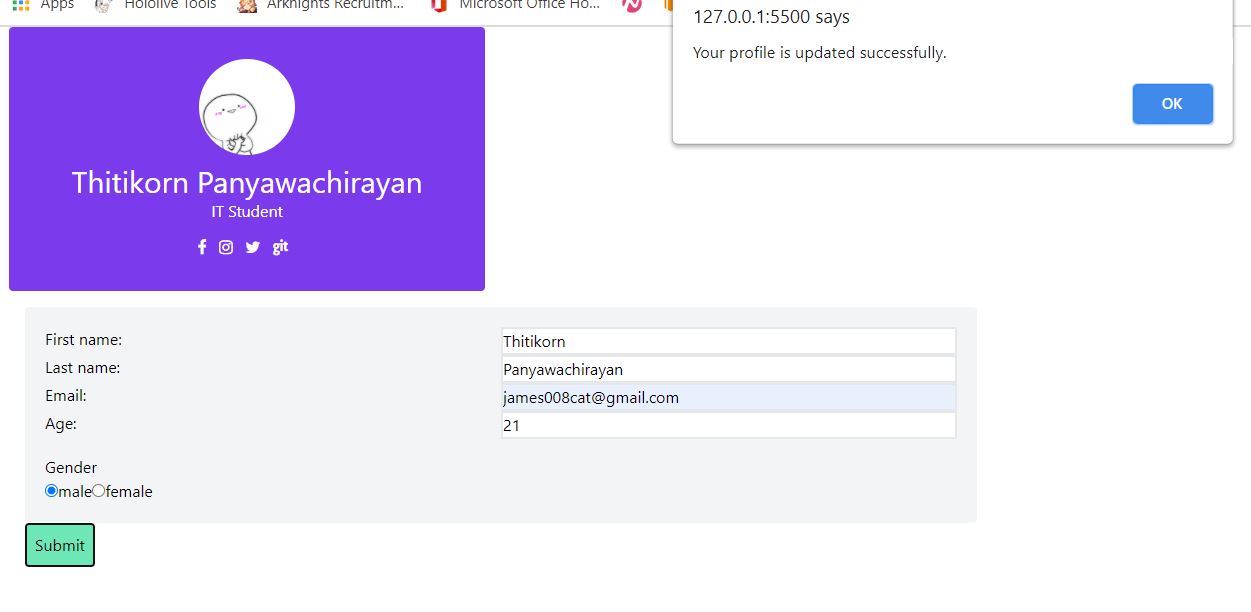 Apps Hololive Tools Arknights Recruitm... Microsoft Office Ho...
127.0.0.1:5500 says
Your profile is updated successfully.
OK
Thitikorn Panyawachirayan
IT Student
git
First name: Thitikorn
Last name: Panyawachirayan
Email: james008cat@gmail.com
Age: 21
Gender
male female
Submit